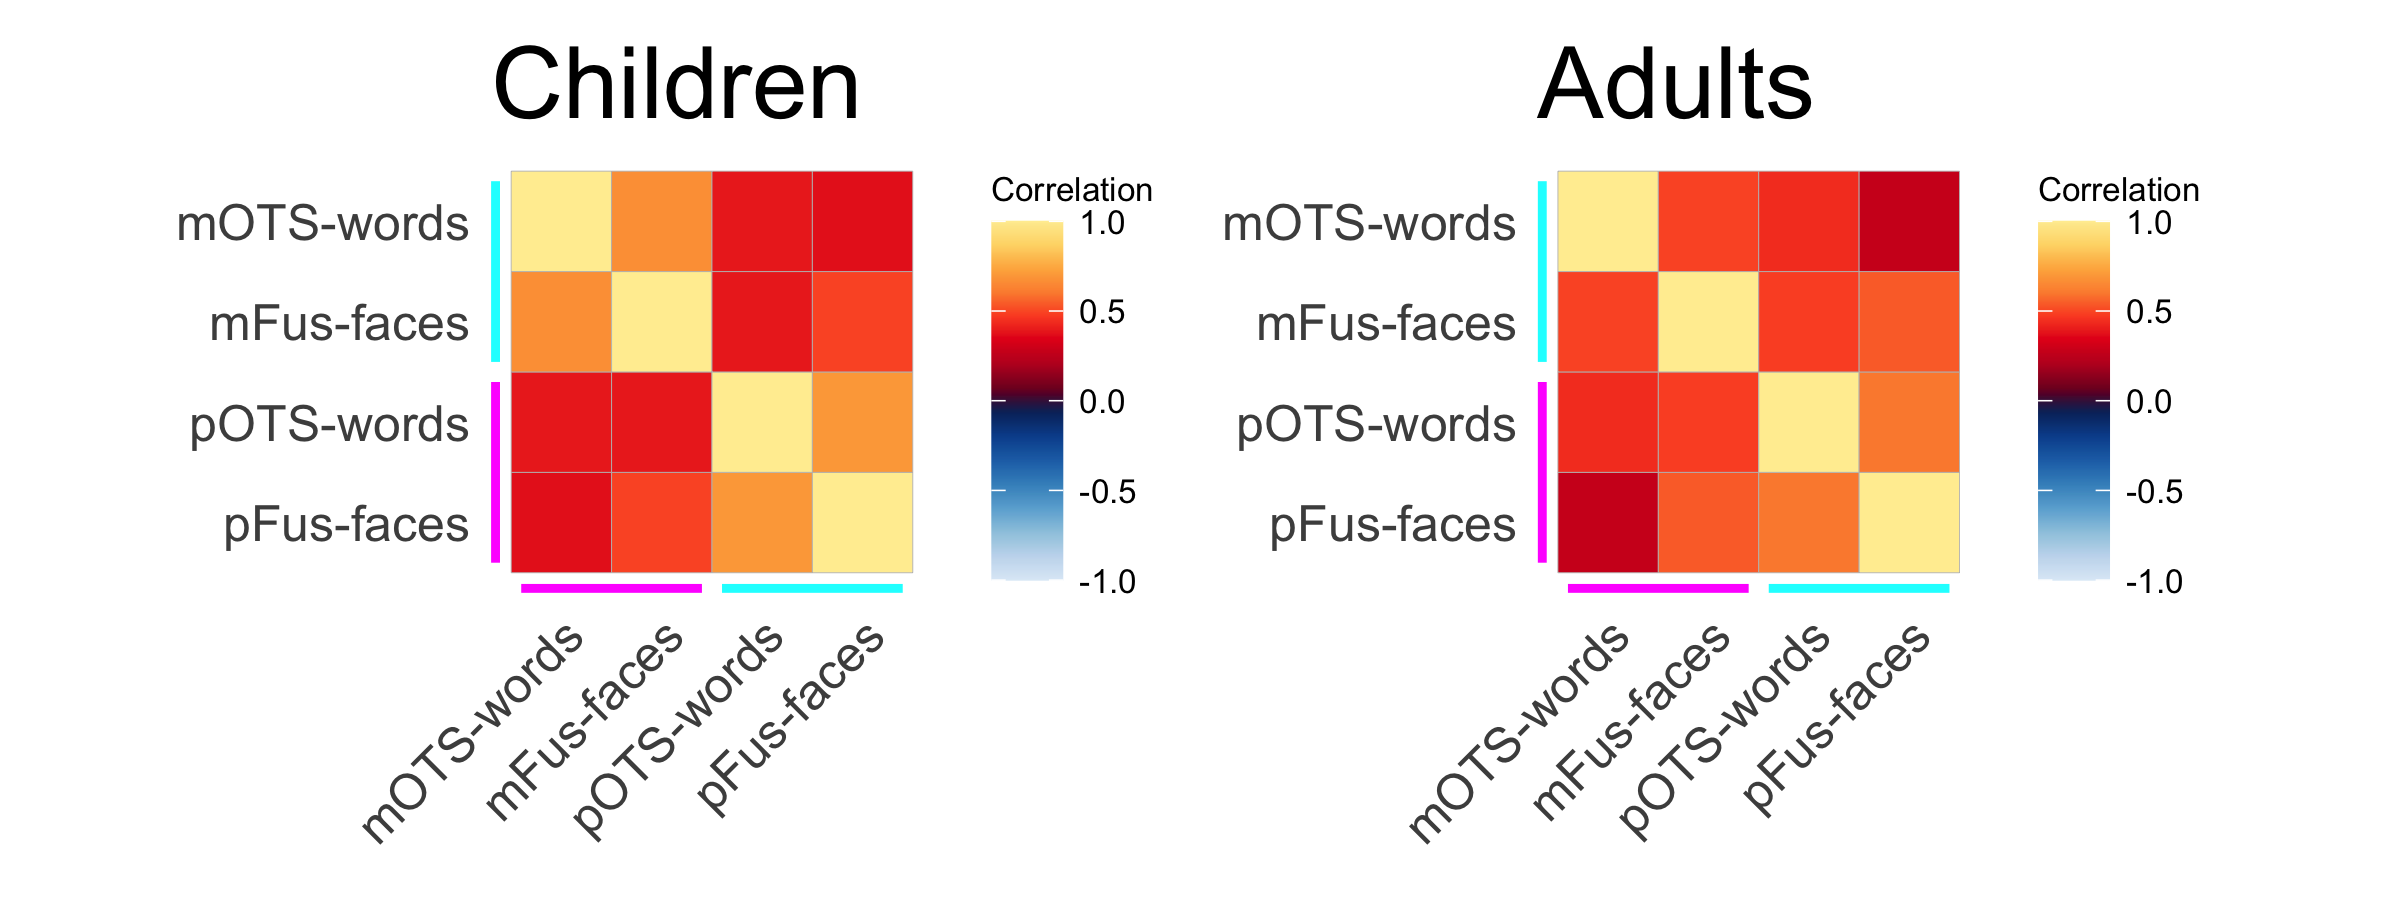 Children
mOTS-words
mFus-faces
pOTS-words
pFus-faces
mOTS-words
mFus-faces
pOTS-words
pFus-faces
Correlation
1.0
0.5
0.0
-0.5
-1.0
Adults
mOTS-words
mFus-faces
pOTS-words
pFus-faces
mOTS-words
mFus-faces
pOTS-words
pFus-faces
Correlation
1.0
0.5
0.0
-0.5
-1.0